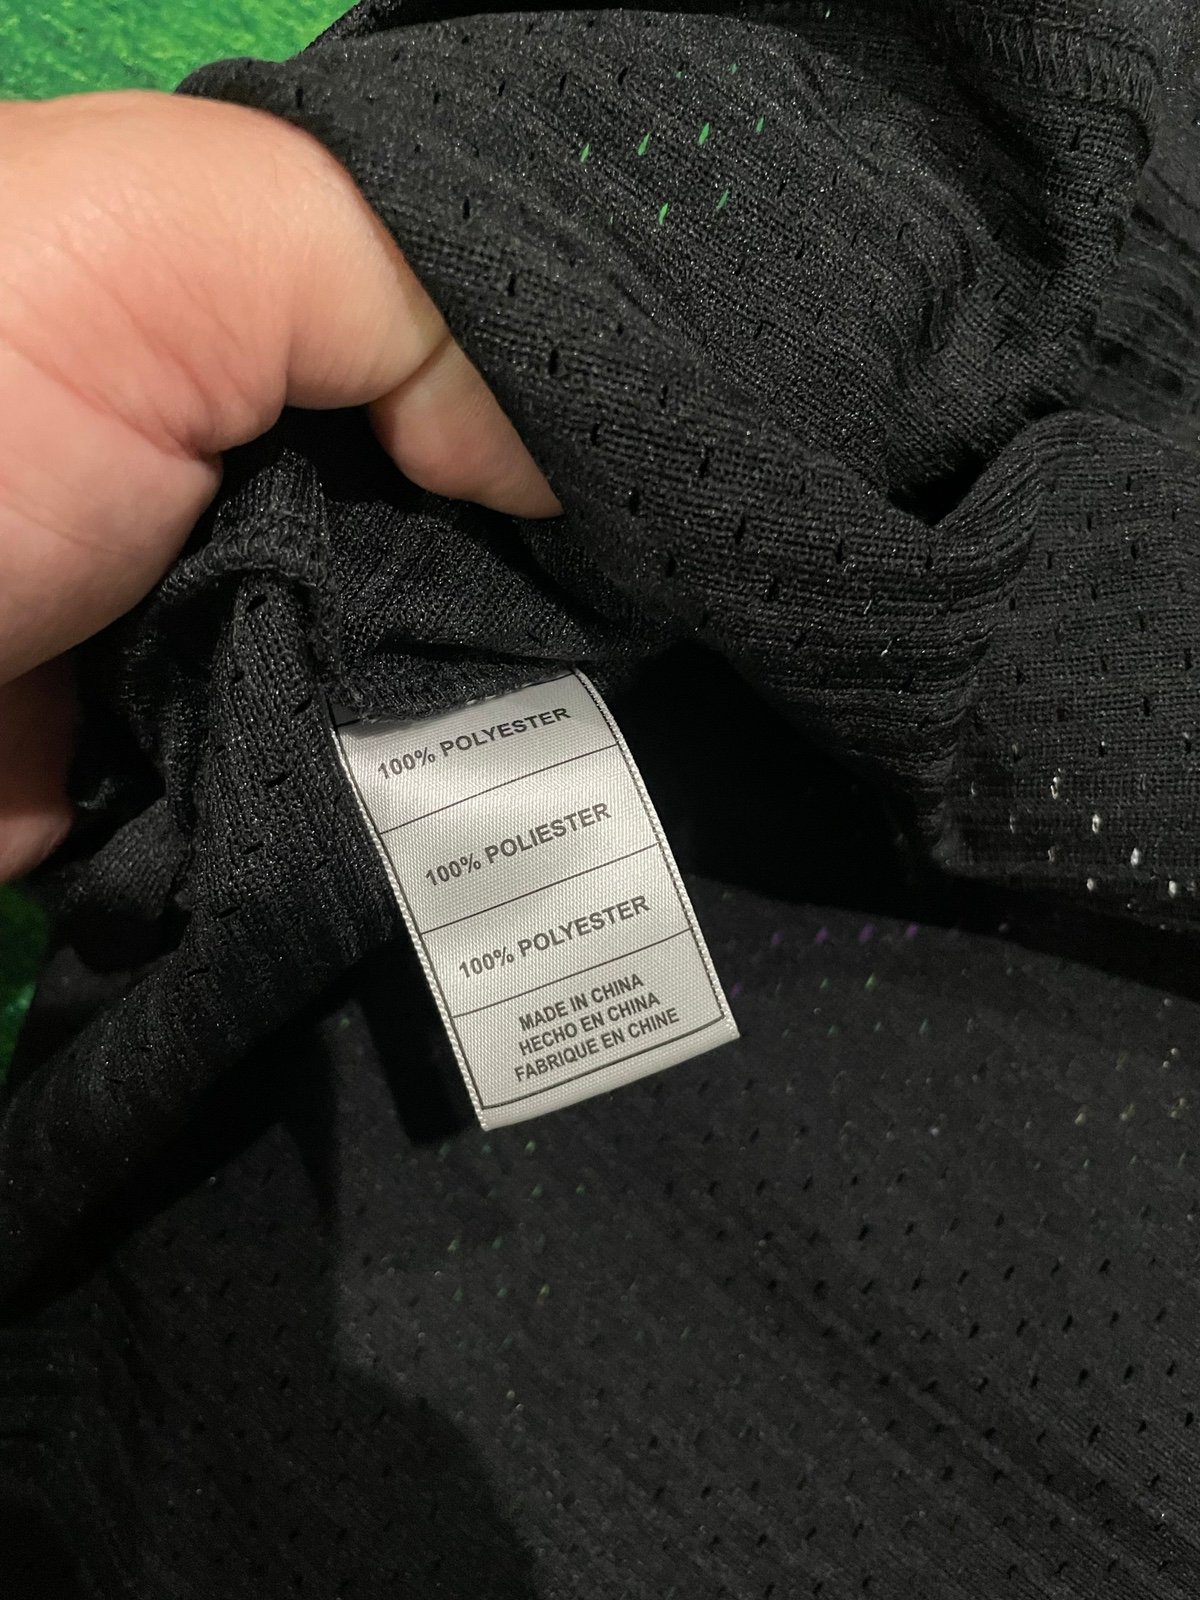 100% POLYESTER
100% POLIESTER
100% POLYESTER
MADE IN CHINA
HECHO EN CHINA
FABRIQUE EN CHINE